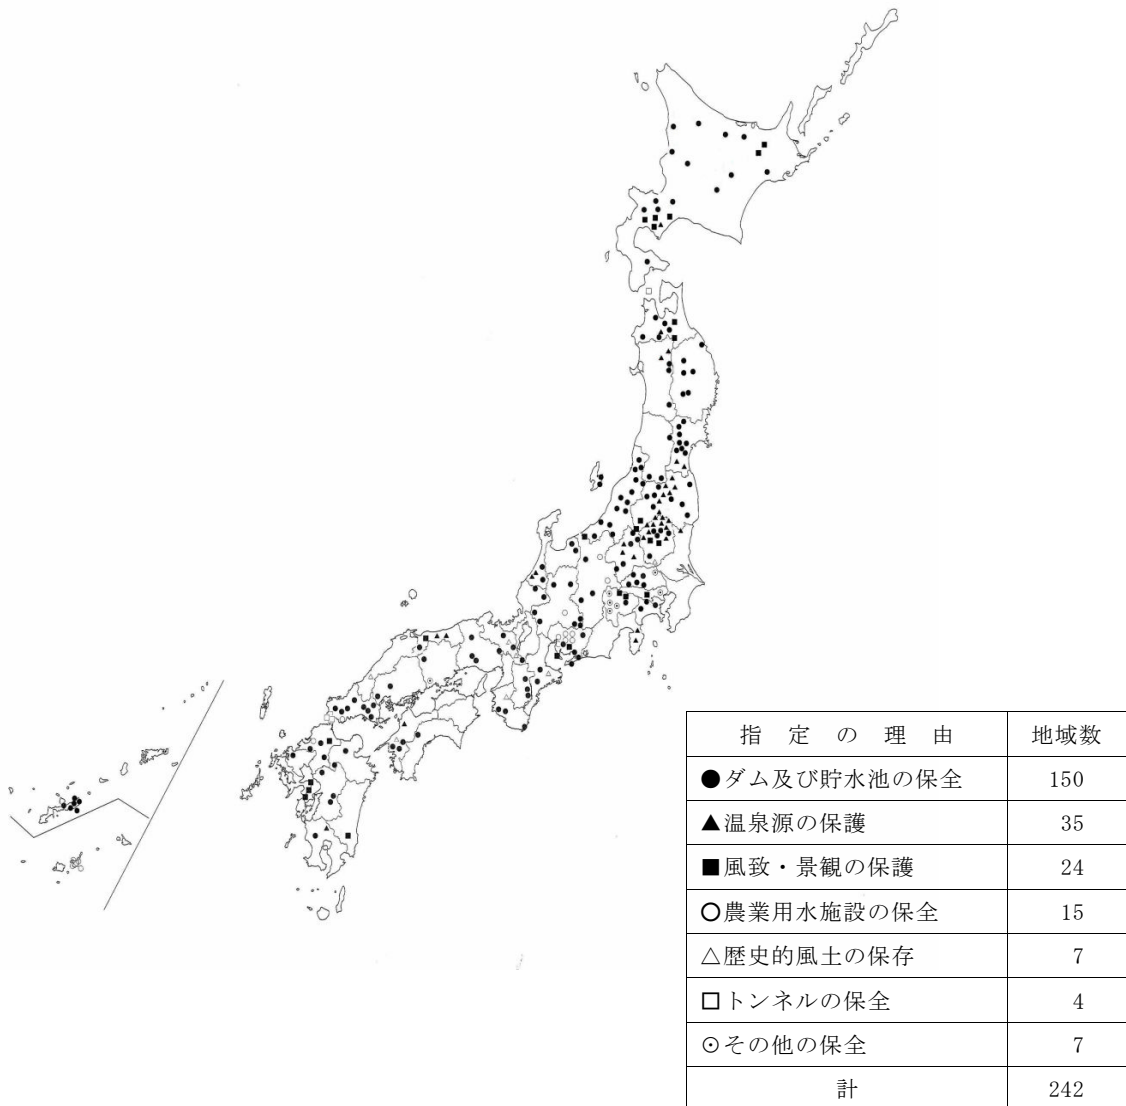 指定の理由 地域数
●ダム及び貯水池の保全 150
▲温泉源の保護 35
■風致・景観の保護 24
○農業用水施設の保全 15
△歴史的風土の保存 7
□トンネルの保全 4
⊙その他の保全 7
計 242